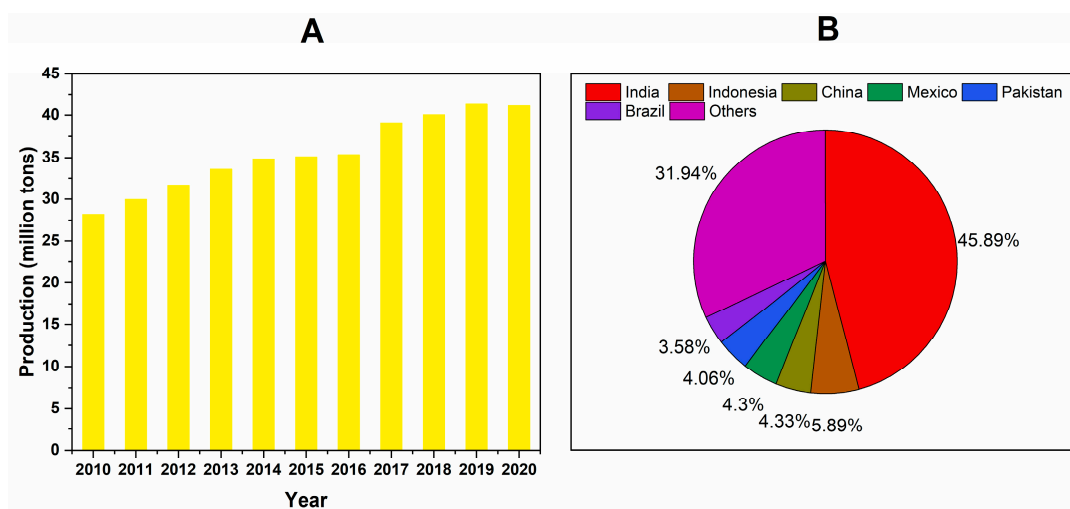 A
B
45
40
35
30
25
20
15
10
5
0
Production (million tons)
2010 2011 2012 2013 2014 2015 2016 2017 2018 2019 2020
Year
India Indonesia China Mexico Pakistan
Brazil Others
31.94%
45.89%
3.58%
4.06%
4.3%
4.33% 5.89%